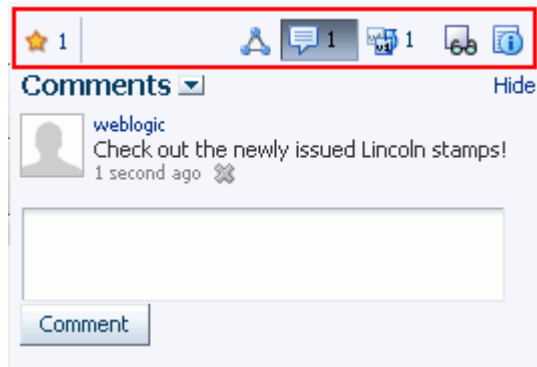 1 1 1
Comments Hide
weblogic
Check out the newly issued Lincoln stamps!
1 second ago
Comment